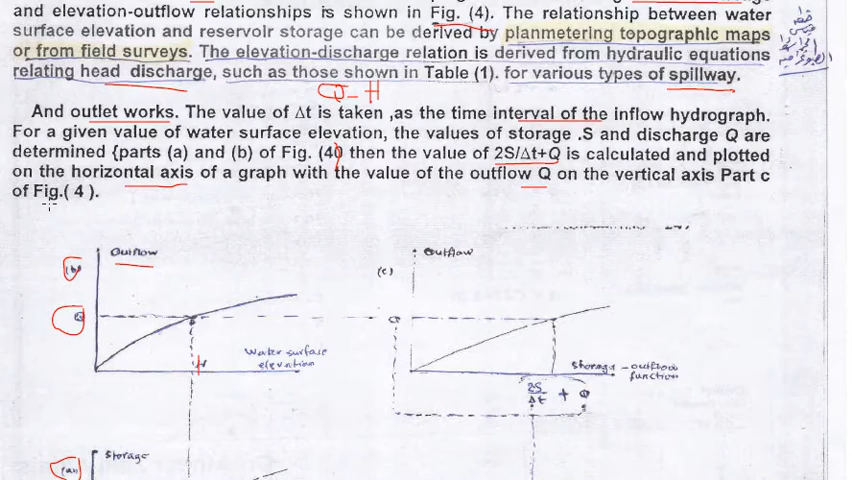 and elevation-outflow relationships is shown in Fig. (4). The relationship between water
surface elevation and reservoir storage can be derived by planmetering topographic maps
or from field surveys. The elevation-discharge relation is derived from hydraulic equations
relating head discharge, such as those shown in Table (1). for various types of spillway.
Q-H
And outlet works. The value of Δt is taken ,as the time interval of the inflow hydrograph.
For a given value of water surface elevation, the values of storage .S and discharge Q are
determined {parts (a) and (b) of Fig. (40 then the value of 2S/Δt+Q is calculated and plotted
on the horizontal axis of a graph with the value of the outflow Q on the vertical axis Part c
of Fig.( 4 ).
(b) Outflow
Q
H
Water surface
elevation
(c) Outflow
Q
Storage - outflow
function
2S/Δt + Q
(a) Storage